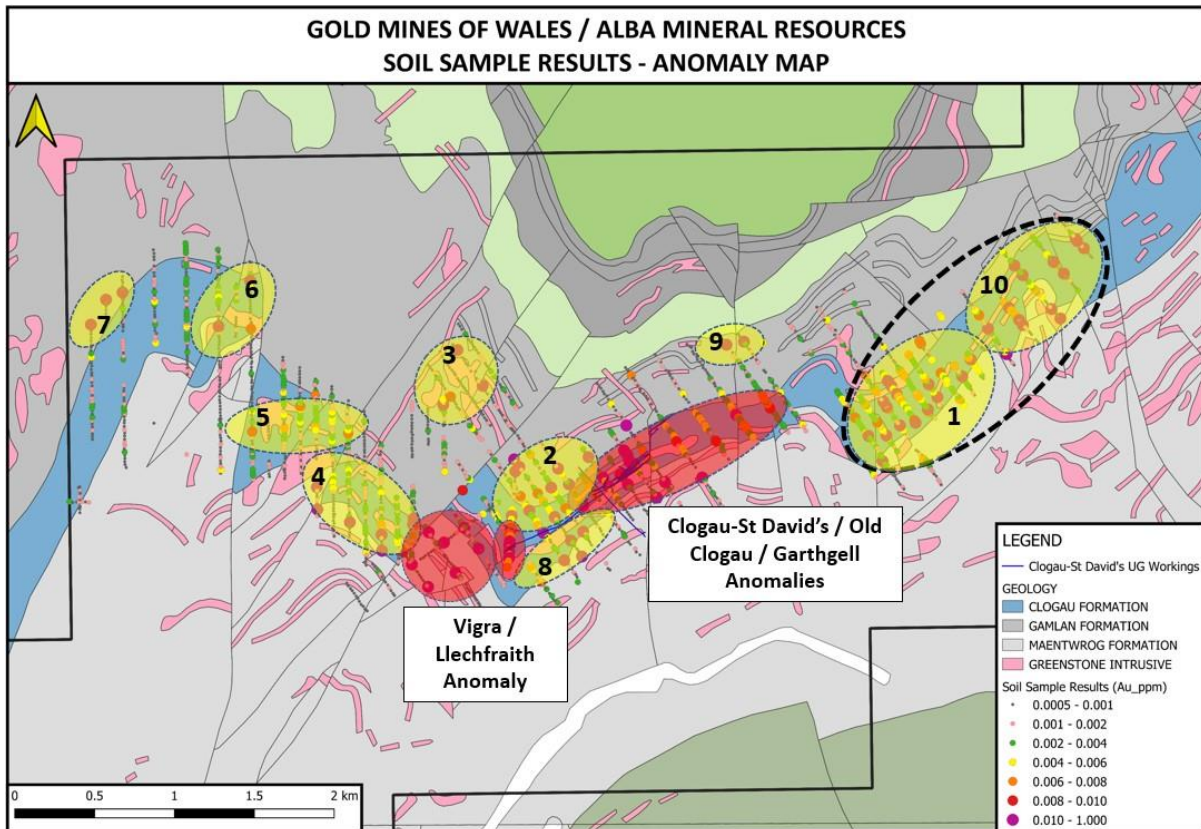 GOLD MINES OF WALES / ALBA MINERAL RESOURCES
SOIL SAMPLE RESULTS - ANOMALY MAP
10
6
7
9
3
1
5
2
4
8
Clogau-St David's / Old
Clogau / Garthgell
Anomalies
Vigra /
Llechfraith
Anomaly
LEGEND
Clogau-St David's UG Workings
GEOLOGY
CLOGAU FORMATION
GAMLAN FORMATION
MAENTWROG FORMATION
GREENSTONE INTRUSIVE
Soil Sample Results (Au_ppm)
0.0005 - 0.001
0.001 - 0.002
0.002 - 0.004
0.004 - 0.006
0.006 - 0.008
0.008 - 0.010
0.010 - 1.000
0 0.5 1 1.5 2 km